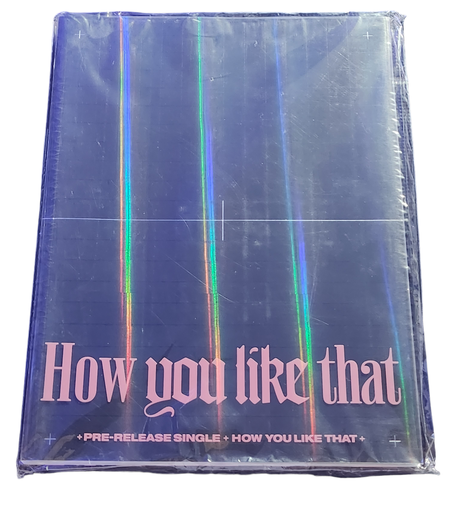 How you like that
+PRE-RELEASE SINGLE + HOW YOU LIKE THAT +